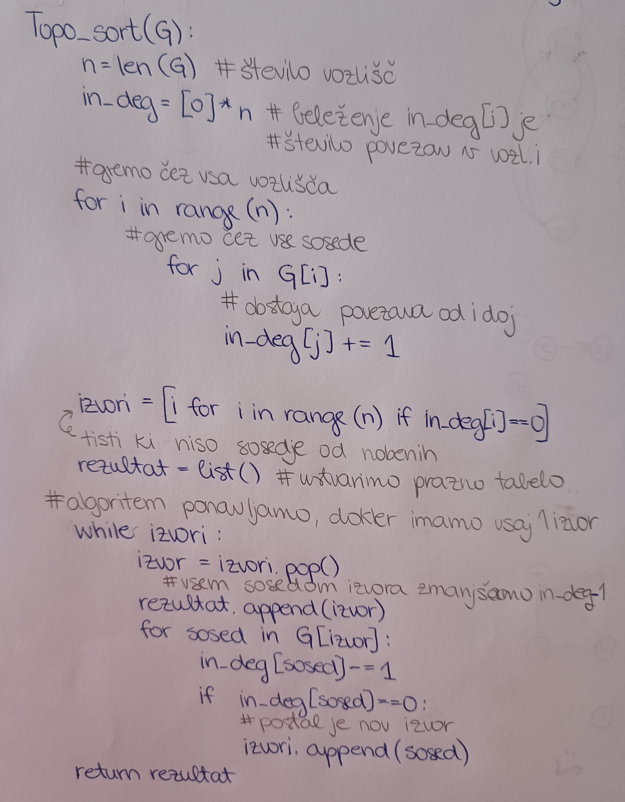 Topo_sort(G):
n=len(G) #število vozlišč
in_deg = [0]*n # beleženje in_deg[i] je
#število povezav v vozl.i
#gremo čez vsa vozlišča
for i in range (n):
#gremo čez vse sosede
for j in G[i]:
# obstaja povezava od i do j
in_deg[j] += 1
izvori = [i for i in range (n) if in_deg[i]==0]
tisti ki niso sosedje od nobenih
rezultat = list() # ustvarimo prazno tabelo
#algoritem ponavljamo, dokler imamo vsaj 1 izvor
while izvori:
izvor = izvori.pop()
#vsem sosedom izvora zmanjšamo in_deg-1
rezultat.append(izvor)
for sosed in G[izvor]:
in_deg[sosed]-=1
if in_deg[sosed]==0:
#postal je nov izvor
izvori.append(sosed)
return rezultat